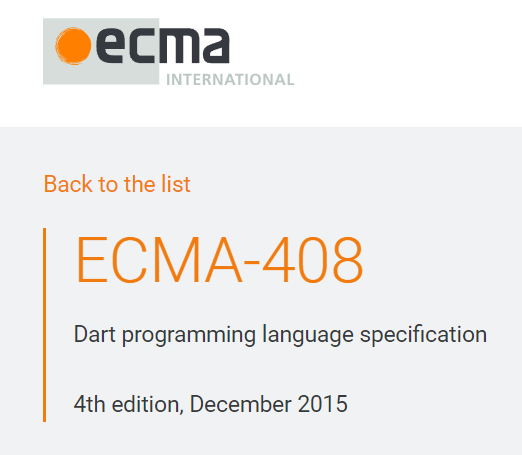 ecma
INTERNATIONAL
Back to the list
ECMA-408
Dart programming language specification
4th edition, December 2015